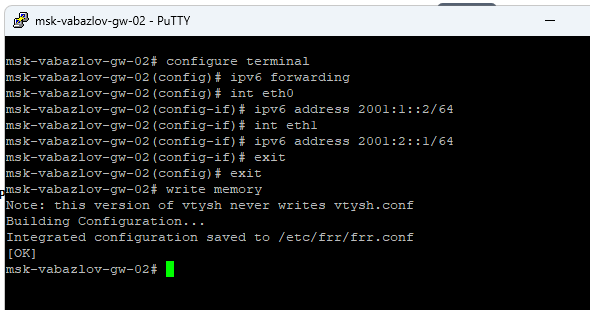 msk-vabazlov-gw-02 - PuTTY
msk-vabazlov-gw-02# configure terminal
msk-vabazlov-gw-02(config)# ipv6 forwarding
msk-vabazlov-gw-02(config)# int eth0
msk-vabazlov-gw-02(config-if)# ipv6 address 2001:1::2/64
msk-vabazlov-gw-02(config-if)# int eth1
msk-vabazlov-gw-02(config-if)# ipv6 address 2001:2::1/64
msk-vabazlov-gw-02(config-if)# exit
msk-vabazlov-gw-02(config)# exit
msk-vabazlov-gw-02# write memory
Note: this version of vtysh never writes vtysh.conf
Building Configuration...
Integrated configuration saved to /etc/frr/frr.conf
[OK]
msk-vabazlov-gw-02#